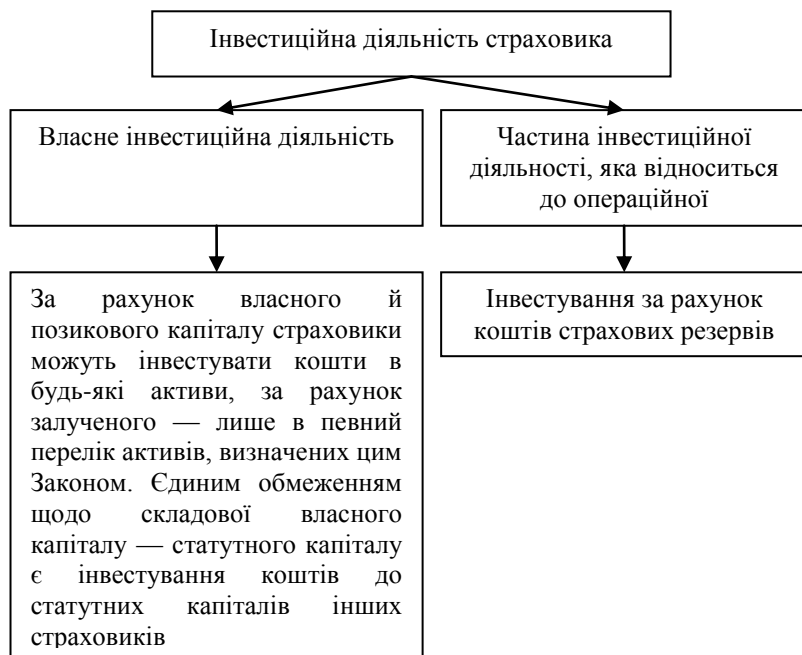 Інвестиційна діяльність страховика
Власне інвестиційна діяльність
Частина інвестиційної
діяльності, яка відноситься
до операційної
За рахунок власного й
позикового капіталу страховики
можуть інвестувати кошти в
будь-які активи, за рахунок
залученого — лише в певний
перелік активів, визначених цим
Законом. Єдиним обмеженням
щодо складової власного
капіталу — статутного капіталу
є інвестування коштів до
статутних капіталів інших
страховиків
Інвестування за рахунок
коштів страхових резервів